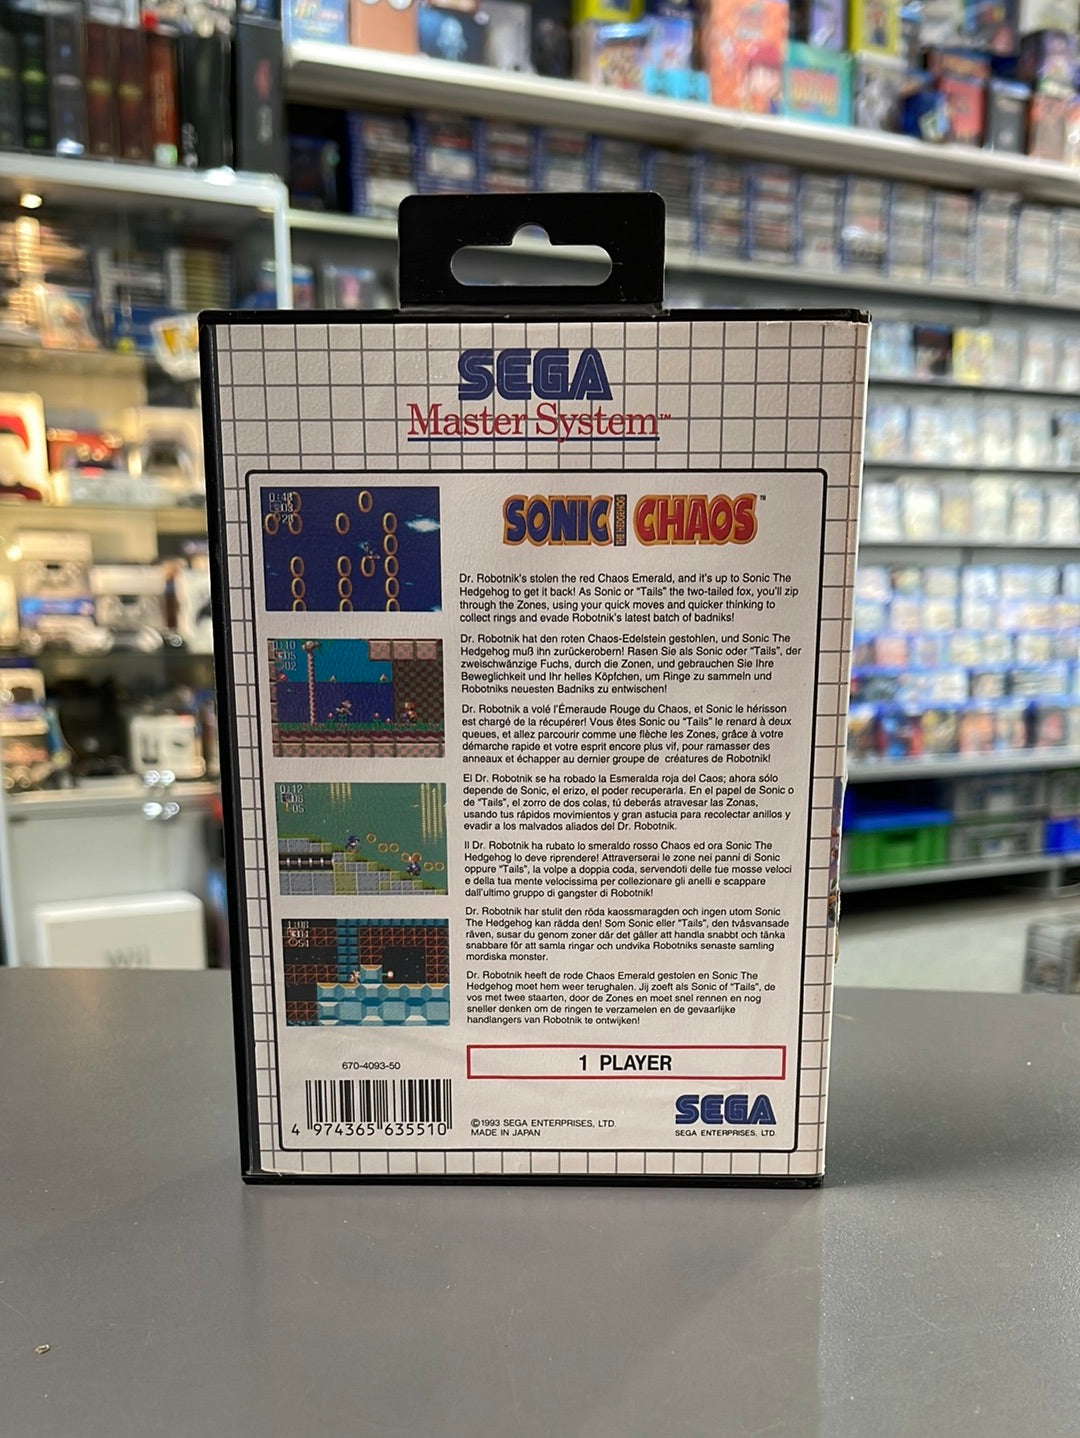 SEGA
Master System™
SONIC THE HEDGEHOG CHAOS™
Dr. Robotnik's stolen the red Chaos Emerald, and it's up to Sonic The
Hedgehog to get it back! As Sonic or "Tails" the two-tailed fox, you'll zip
through the Zones, using your quick moves and quicker thinking to
collect rings and evade Robotnik's latest batch of badniks!
Dr. Robotnik hat den roten Chaos-Edelstein gestohlen, und Sonic The
Hedgehog muß ihn zurückerobern! Rasen Sie als Sonic oder "Tails", der
zweischwänzige Fuchs, durch die Zonen, und gebrauchen Sie Ihre
Beweglichkeit und Ihr helles Köpfchen, um Ringe zu sammeln und
Robotniks neuesten Badniks zu entwischen!
Dr. Robotnik a volé l'Émeraude Rouge du Chaos, et Sonic le hérisson
est chargé de la récupérer! Vous êtes Sonic ou "Tails" le renard à deux
queues, et allez parcourir comme une flèche les Zones, grâce à votre
démarche rapide et votre esprit encore plus vif, pour ramasser des
anneaux et échapper au dernier groupe de créatures de Robotnik!
El Dr. Robotnik se ha robado la Esmeralda roja del Caos; ahora sólo
depende de Sonic, el erizo, el poder recuperarla. En el papel de Sonic o
de "Tails", el zorro de dos colas, tú deberás atravesar las Zonas,
usando tus rápidos movimientos y gran astucia para recolectar anillos y
evadir a los malvados aliados del Dr. Robotnik.
Il Dr. Robotnik ha rubato lo smeraldo rosso Chaos ed ora Sonic The
Hedgehog lo deve riprendere! Attraverserai le zone nei panni di Sonic
oppure "Tails", la volpe a doppia coda, servendoti delle tue mosse veloci
e della tua mente velocissima per collezionare gli anelli e scappare
dall'ultimo gruppo di gangster di Robotnik!
Dr. Robotnik har stulit den röda kaossmaragden och ingen utom Sonic
The Hedgehog kan rädda den! Som Sonic eller "Tails", den tvåsvansade
räven, susar du genom zoner där det gäller att handla snabbt och tänka
snabbare för att samla ringar och undvika Robotniks senaste samling
mordiska monster.
Dr. Robotnik heeft de rode Chaos Emerald gestolen en Sonic The
Hedgehog moet hem weer terughalen. Jij zoeft als Sonic of "Tails", de
vos met twee staarten, door de Zones en moet snel rennen en nog
sneller denken om de ringen te verzamelen en de gevaarlijke
handlangers van Robotnik te ontwijken!
1 PLAYER
670-4093-50
4 974365 635510
©1993 SEGA ENTERPRISES, LTD.
MADE IN JAPAN
SEGA
SEGA ENTERPRISES, LTD.
Wii